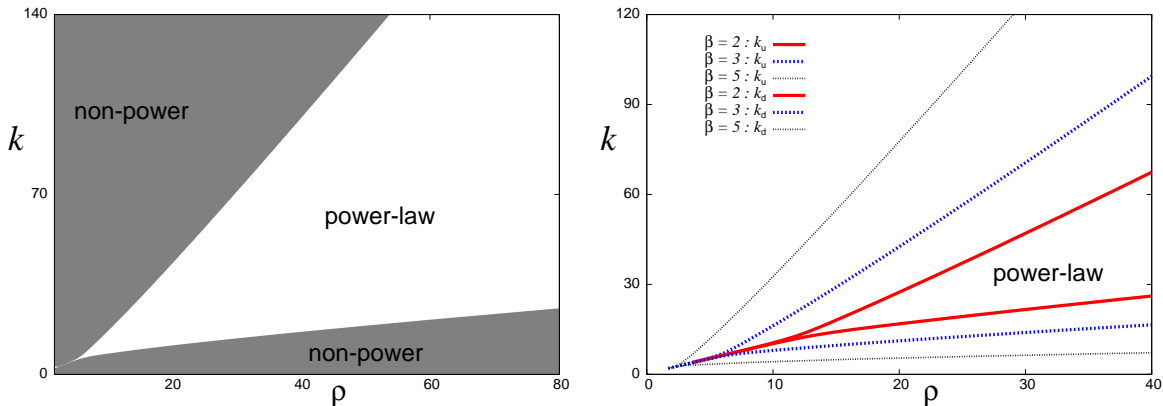 140
70
0
k
non-power
power-law
non-power
20
40
60
80
ρ
120
90
60
30
0
k
β = 2 : k_u
β = 3 : k_u
β = 5 : k_u
β = 2 : k_d
β = 3 : k_d
β = 5 : k_d
power-law
0
10
20
30
40
ρ